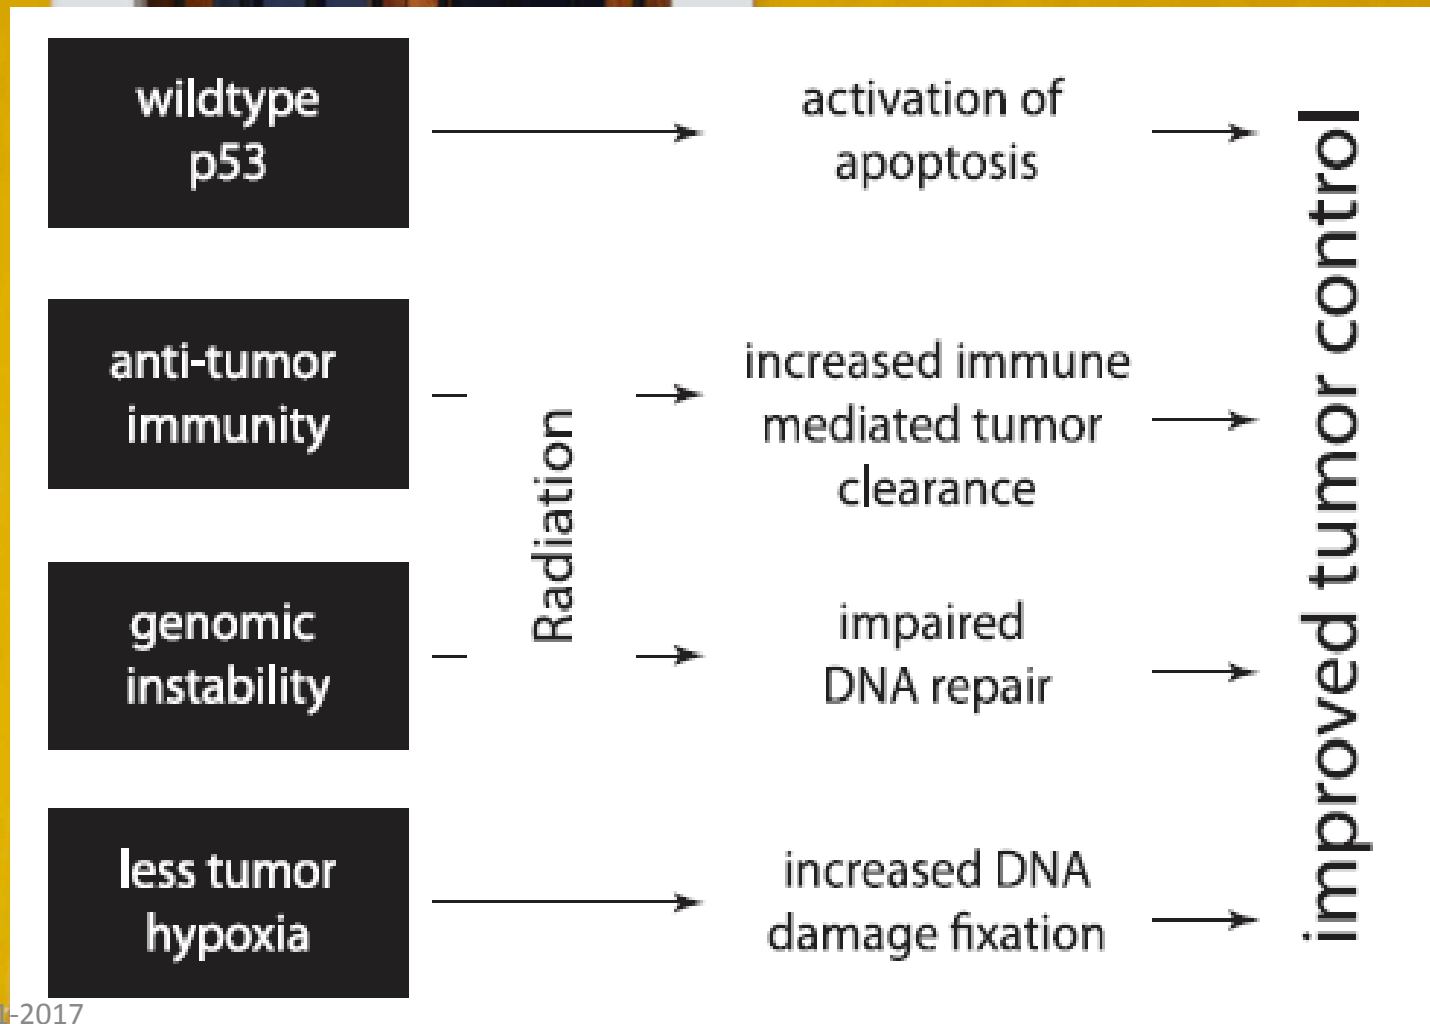 wildtype
p53
activation of
apoptosis
anti-tumor
immunity
increased immune
mediated tumor
clearance
Radiation
genomic
instability
impaired
DNA repair
less tumor
hypoxia
increased DNA
damage fixation
improved tumor control
-2017